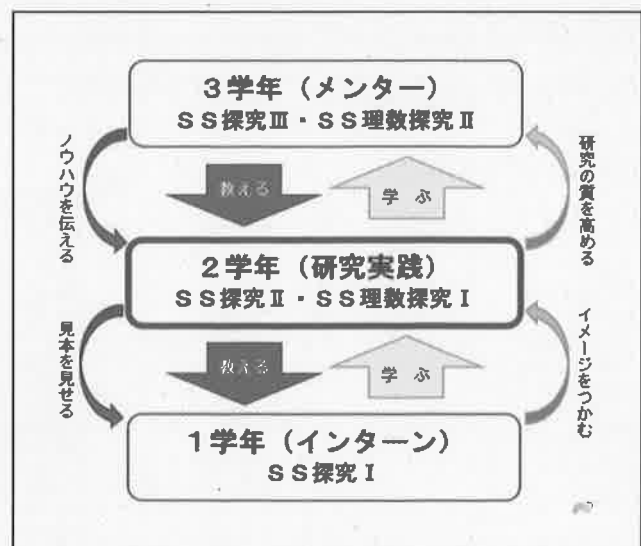 3学年（メンター）
SS探究Ⅲ・SS理数探究Ⅱ
ノウハウを伝える
教える
学ぶ
研究の質を高める
2学年（研究実践）
SS探究Ⅱ・SS理数探究Ⅰ
見本を見せる
教える
学ぶ
イメージをつかむ
1学年（インターン）
SS探究Ⅰ